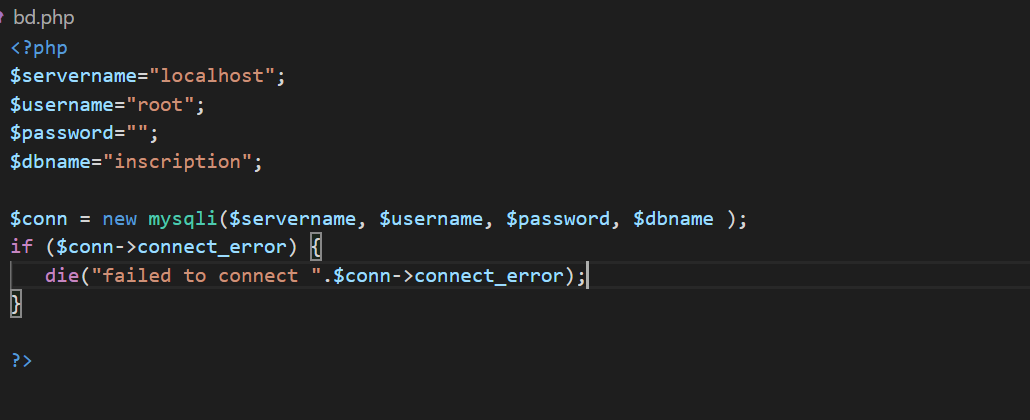 bd.php
<?php
$servername="localhost";
$username="root";
$password="";
$dbname="inscription";
$conn = new mysqli($servername, $username, $password, $dbname );
if ($conn->connect_error) {
die("failed to connect ".$conn->connect_error);
}
?>